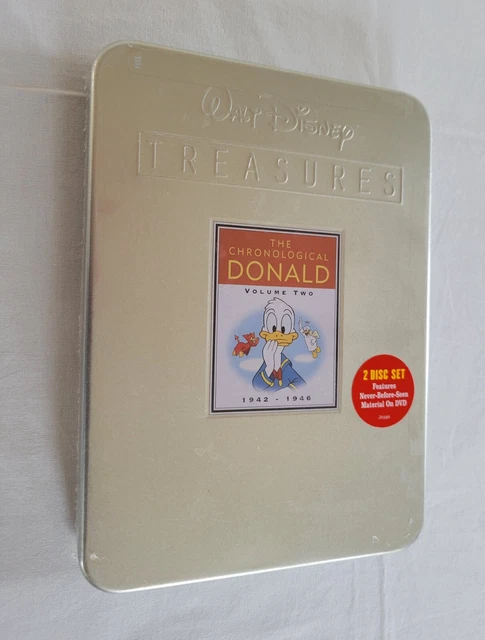 Walt Disney
TREASURES
THE
CHRONOLOGICAL
DONALD
VOLUME TWO
1942 - 1946
2 DISC SET
Features
Never-Before-Seen
Material On DVD